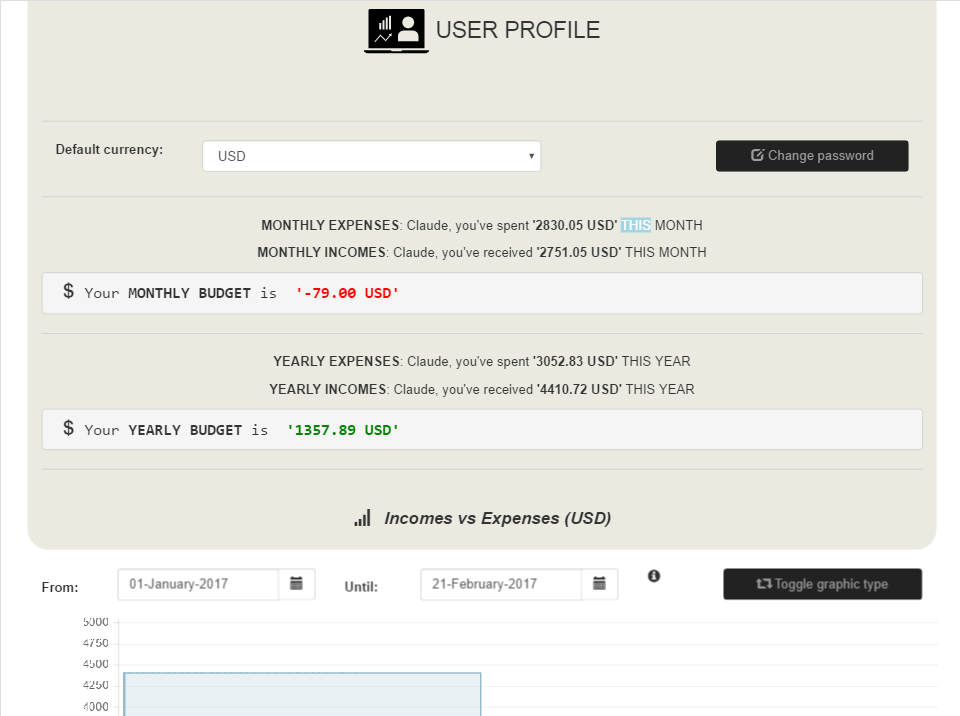 USER PROFILE
Default currency: USD Change password
MONTHLY EXPENSES: Claude, you've spent '2830.05 USD' THIS MONTH
MONTHLY INCOMES: Claude, you've received '2751.05 USD' THIS MONTH
$ Your MONTHLY BUDGET is '-79.00 USD'
YEARLY EXPENSES: Claude, you've spent '3052.83 USD' THIS YEAR
YEARLY INCOMES: Claude, you've received '4410.72 USD' THIS YEAR
$ Your YEARLY BUDGET is '1357.89 USD'
Incomes vs Expenses (USD)
From: 01-January-2017 Until: 21-February-2017 Toggle graphic type
5000
4750
4500
4250
4000